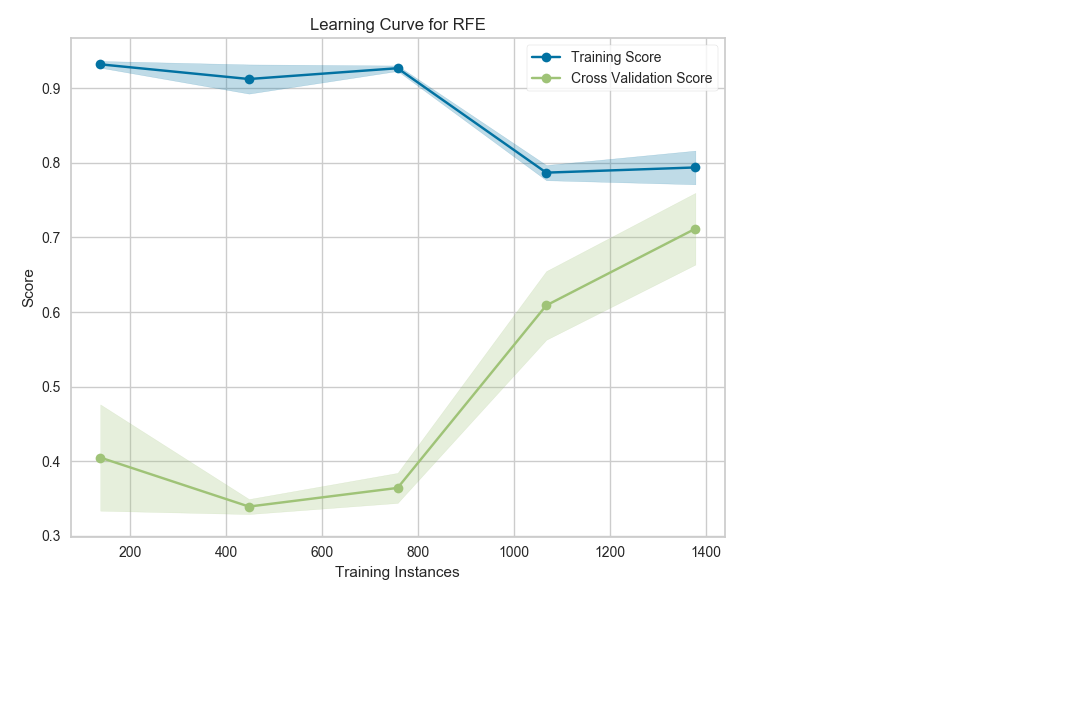 Learning Curve for RFE
Training Score
Cross Validation Score
Score
0.9
0.8
0.7
0.6
0.5
0.4
0.3
200 400 600 800 1000 1200 1400
Training Instances